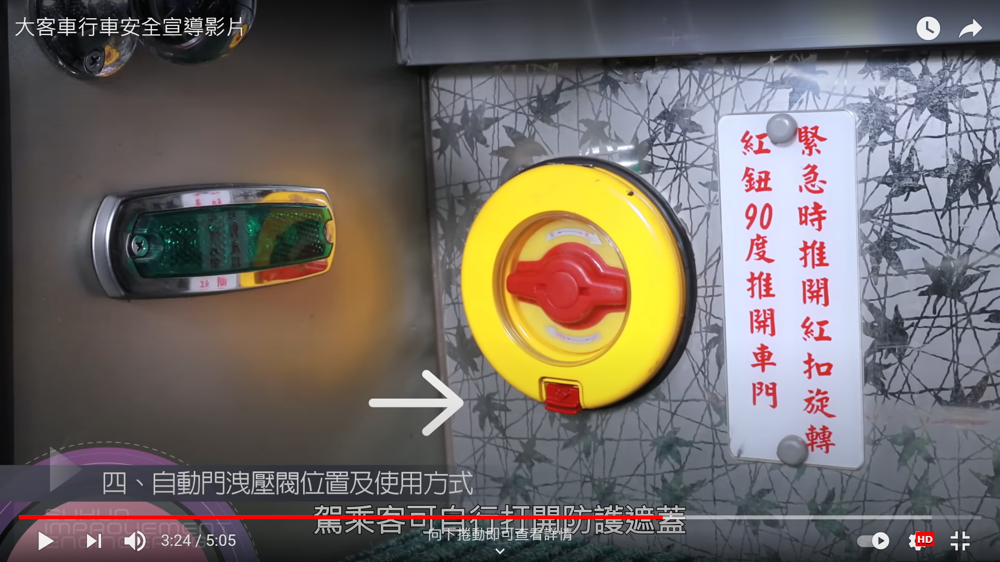 大客車行車安全宣導影片
緊急時推開紅扣旋轉
紅鈕90度推開車門
四、自動門洩壓閥位置及使用方式
駕乘客可自行打開防護遮蓋
向下捲動即可查看詳情
3:24 / 5:05
HD